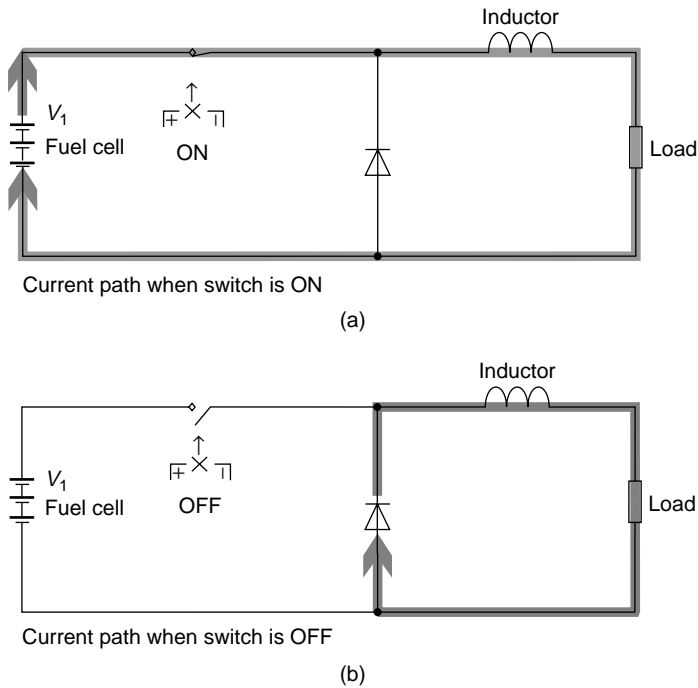 Inductor
V1
Fuel cell
+ −
ON
Load
Current path when switch is ON
(a)
Inductor
V1
Fuel cell
+ −
OFF
Load
Current path when switch is OFF
(b)